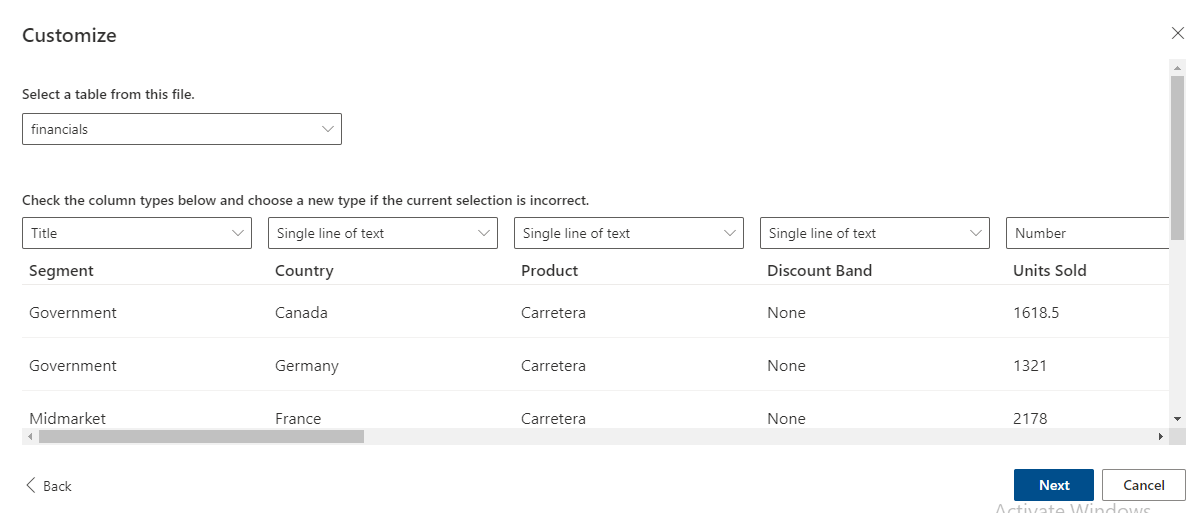 Customize
Select a table from this file.
financials
Check the column types below and choose a new type if the current selection is incorrect.
Title Single line of text Single line of text Single line of text Number
Segment Country Product Discount Band Units Sold
Government Canada Carretera None 1618.5
Government Germany Carretera None 1321
Midmarket France Carretera None 2178
Back Next Cancel
Activate Windows